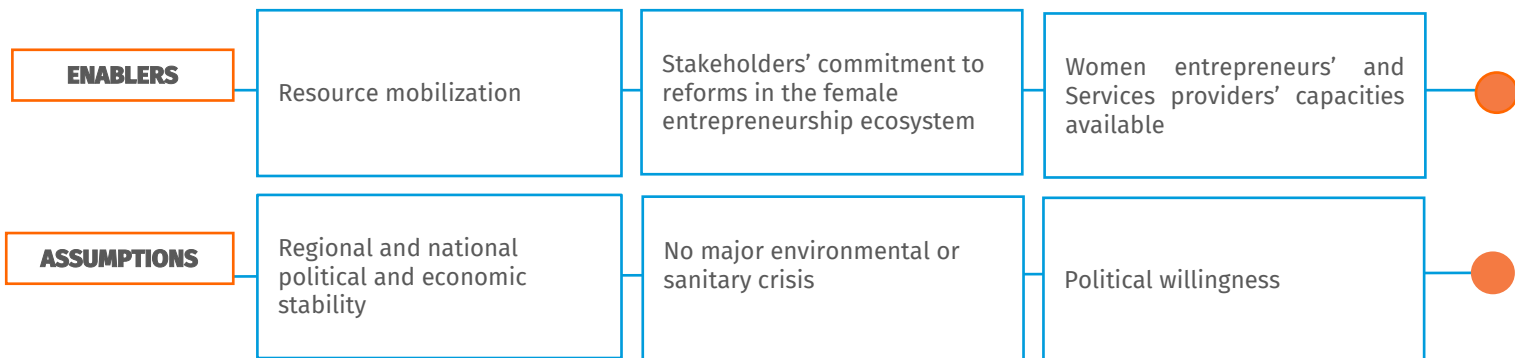 ENABLERS
Resource mobilization
Stakeholders’ commitment to
reforms in the female
entrepreneurship ecosystem
Women entrepreneurs’ and
Services providers’ capacities
available
ASSUMPTIONS
Regional and national
political and economic
stability
No major environmental or
sanitary crisis
Political willingness